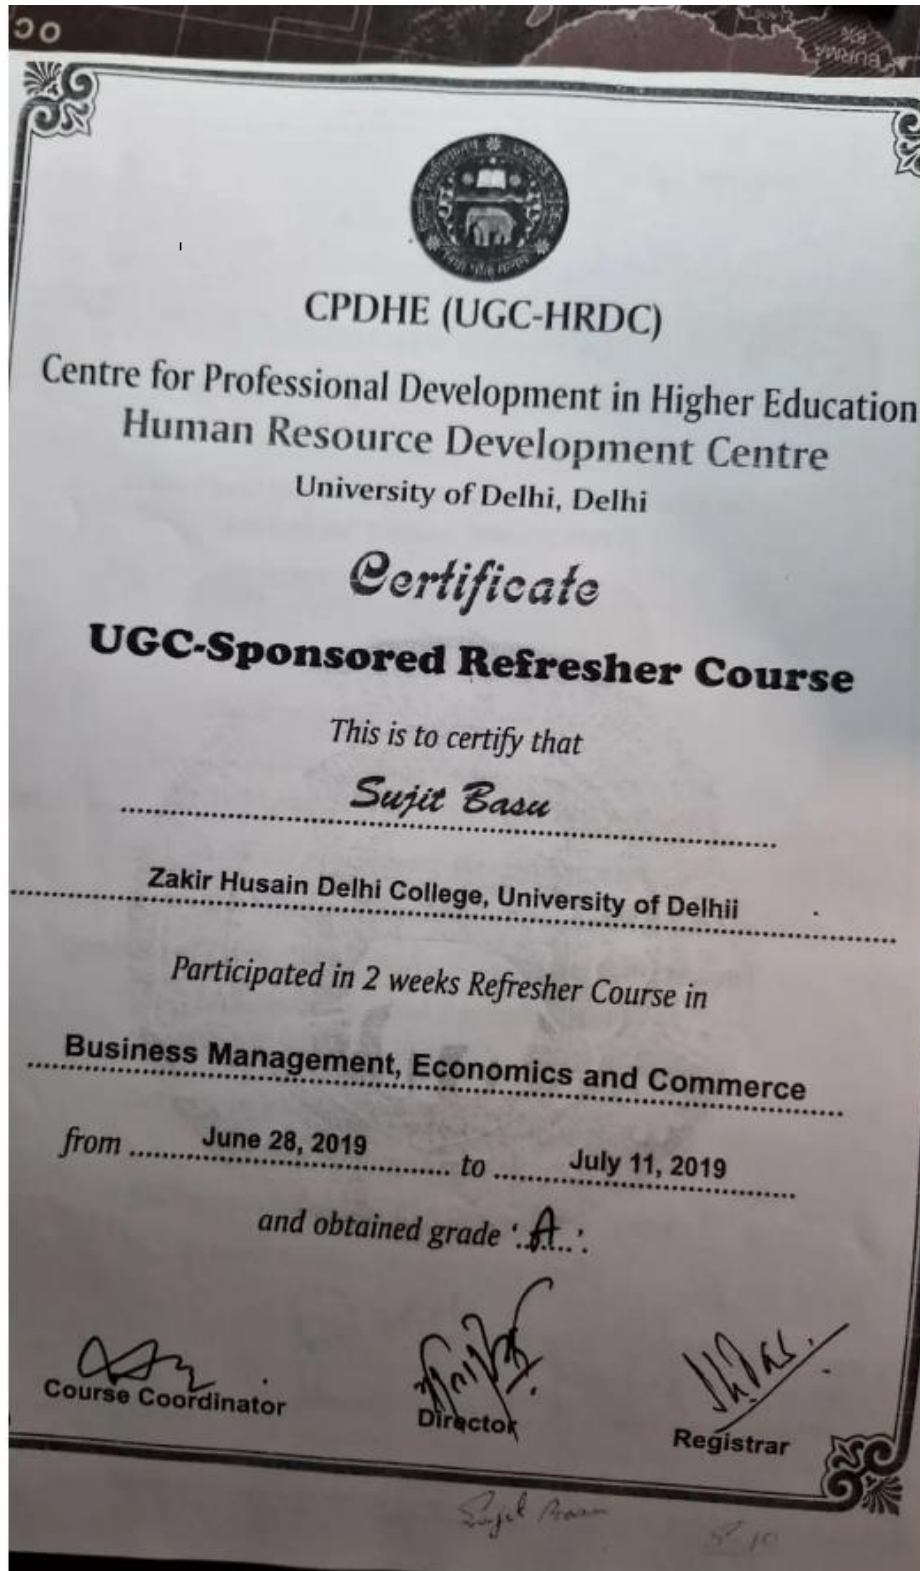 BURMA
CPDHE (UGC-HRDC)
Centre for Professional Development in Higher Education
Human Resource Development Centre
University of Delhi, Delhi
Certificate
UGC-Sponsored Refresher Course
This is to certify that
Sujit Basu
Zakir Husain Delhi College, University of Delhii
Participated in 2 weeks Refresher Course in
Business Management, Economics and Commerce
from June 28, 2019 to July 11, 2019
and obtained grade 'A'.
Course Coordinator
Director
Registrar
Sujit Basu